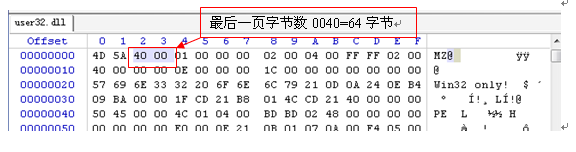 user32.dll
最后一页字节数 0040=64 字节↵
Offset 0 1 2 3 4 5 6 7 8 9 A B C D E F
00000000 4D 5A 40 00 01 00 00 00 02 00 04 00 FF FF 02 00 MZ@ ÿÿ
00000010 40 00 00 00 0E 00 00 00 1C 00 00 00 00 00 00 00 @
00000020 57 69 6E 33 32 20 6F 6E 6C 79 21 0D 0A 24 0E B4 Win32 only! $ ´
00000030 09 BA 00 00 1F CD 21 B8 01 4C CD 21 40 00 00 00 º Í!¸ LÍ!@
00000040 50 45 00 00 4C 01 04 00 BD BD 02 48 00 00 00 00 PE L ½½ H
00000050 00 00 00 00 E0 00 0E 21 0B 01 07 0A 00 F4 05 00 à ! ô